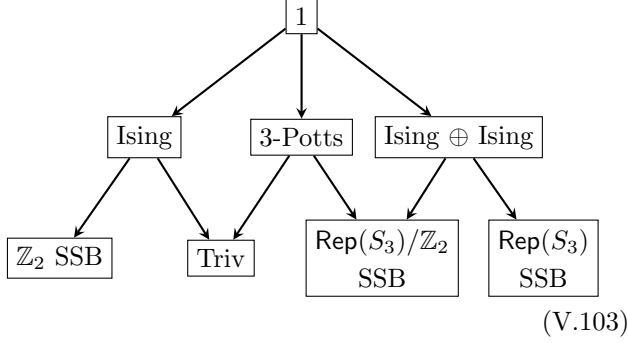 1
Ising
3-Potts
Ising ⊕ Ising
ℤ₂ SSB
Triv
Rep(S₃)/ℤ₂
SSB
Rep(S₃)
SSB
(V.103)